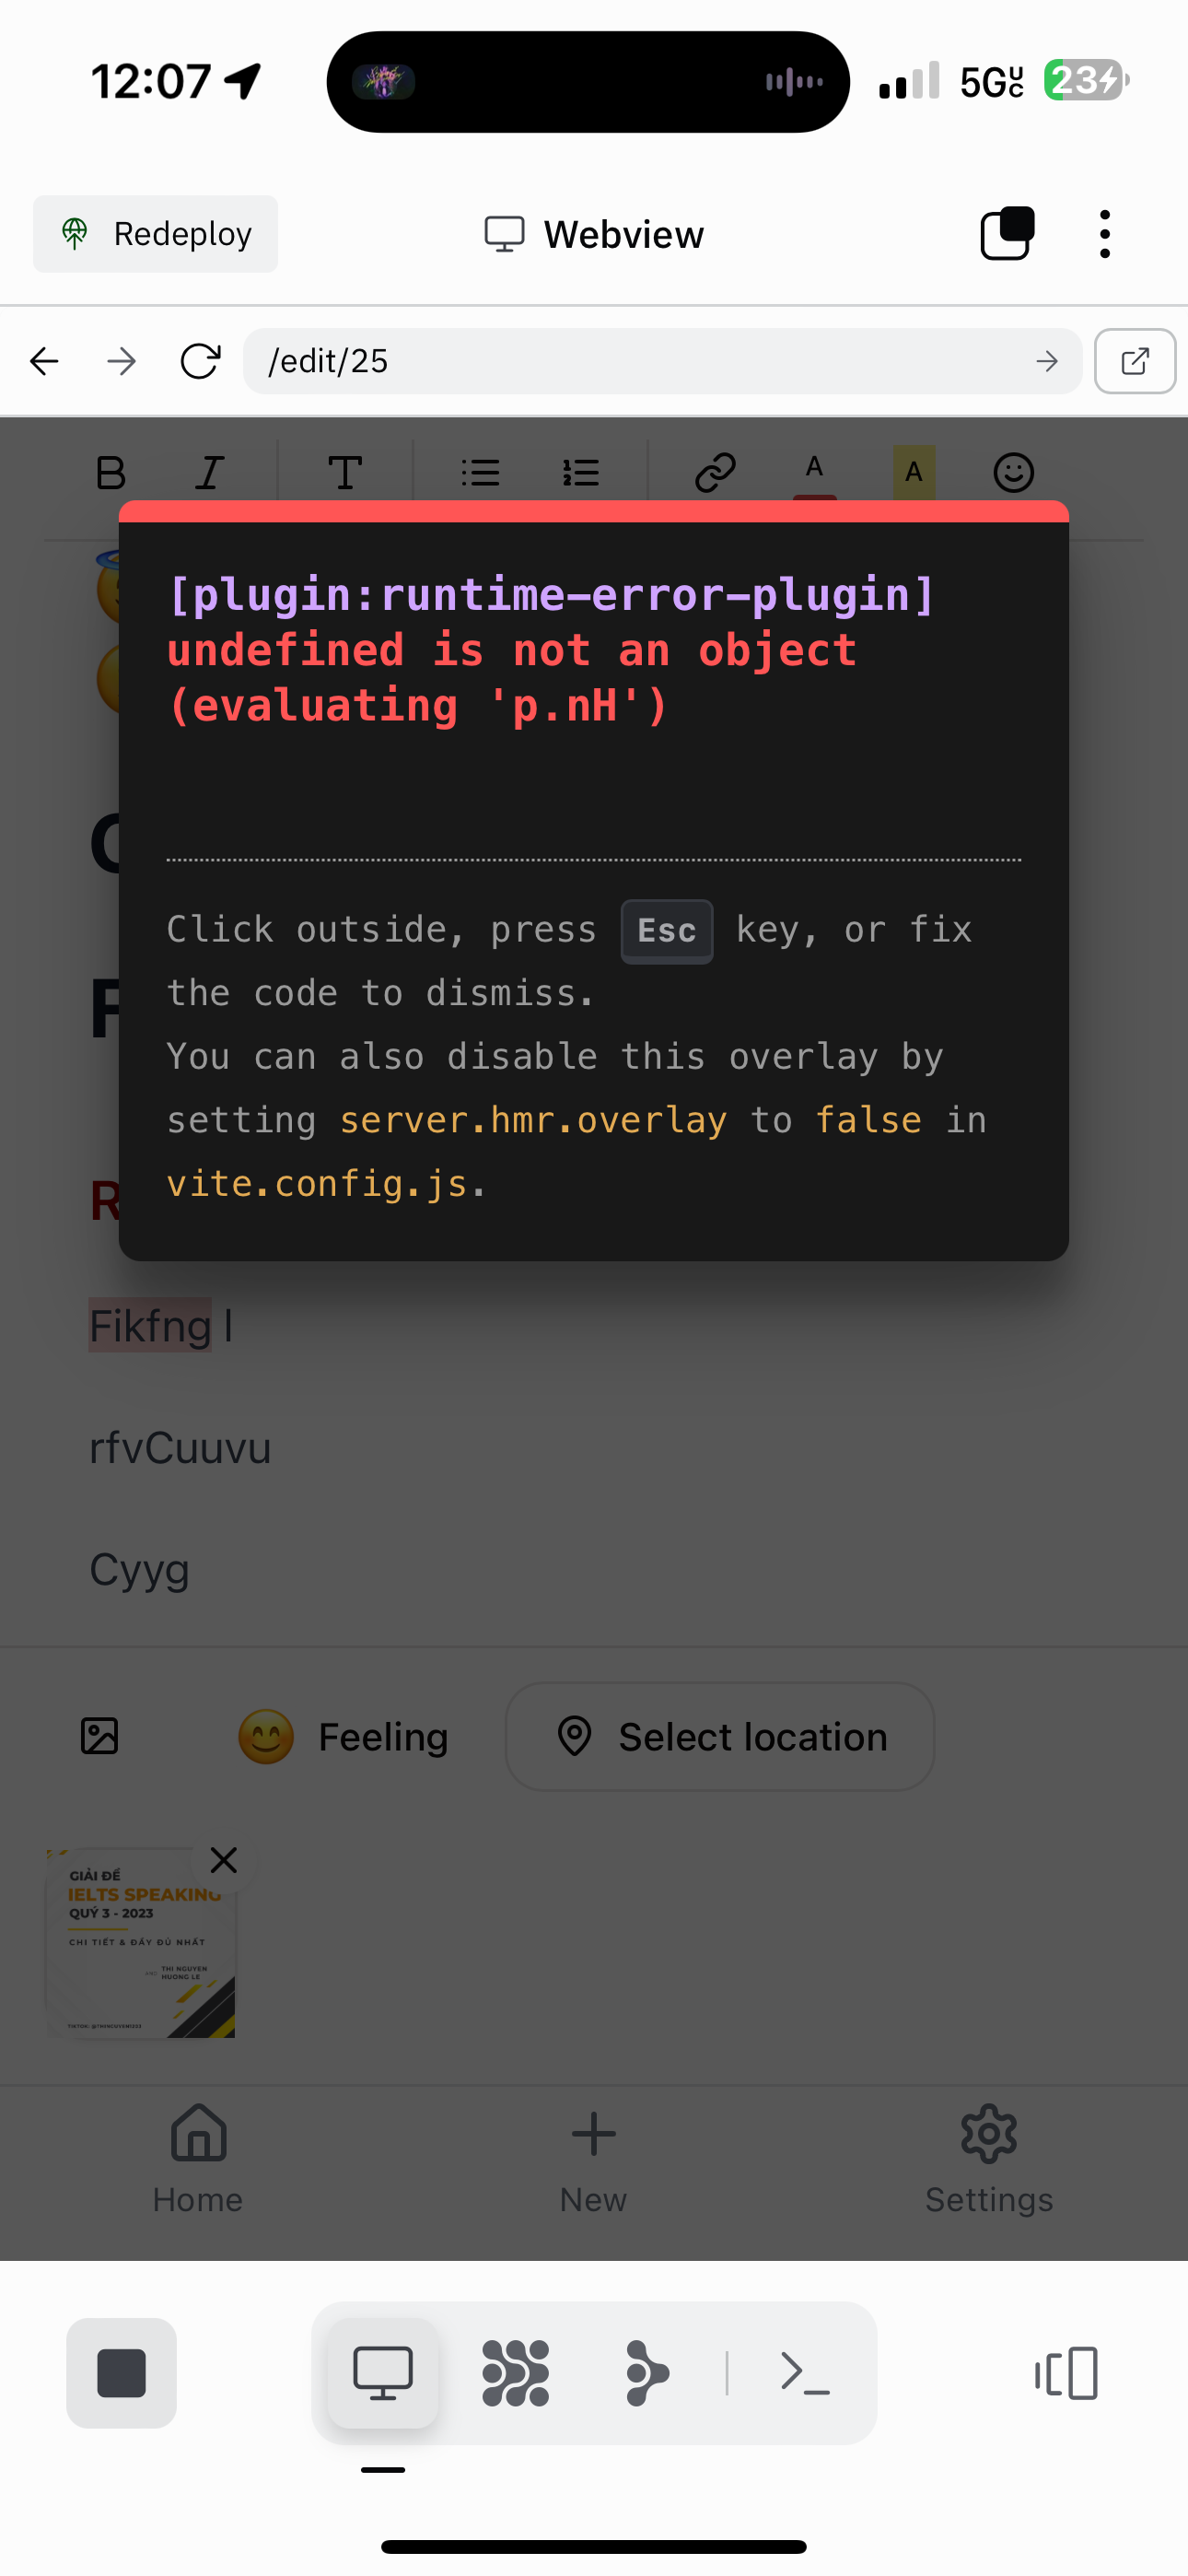 12:07
5G UC
23
Redeploy
Webview
/edit/25
B I T A A
[plugin:runtime-error-plugin]
undefined is not an object
(evaluating 'p.nH')
Click outside, press Esc key, or fix
the code to dismiss.
You can also disable this overlay by
setting server.hmr.overlay to false in
vite.config.js.
R
Fikfng l
rfvCuuvu
Cyyg
Feeling
Select location
GIẢI ĐỀ
IELTS SPEAKING
QUÝ 3 - 2023
CHI TIẾT & ĐẦY ĐỦ NHẤT
THI NGUYEN
HUONG LE
Home
New
Settings